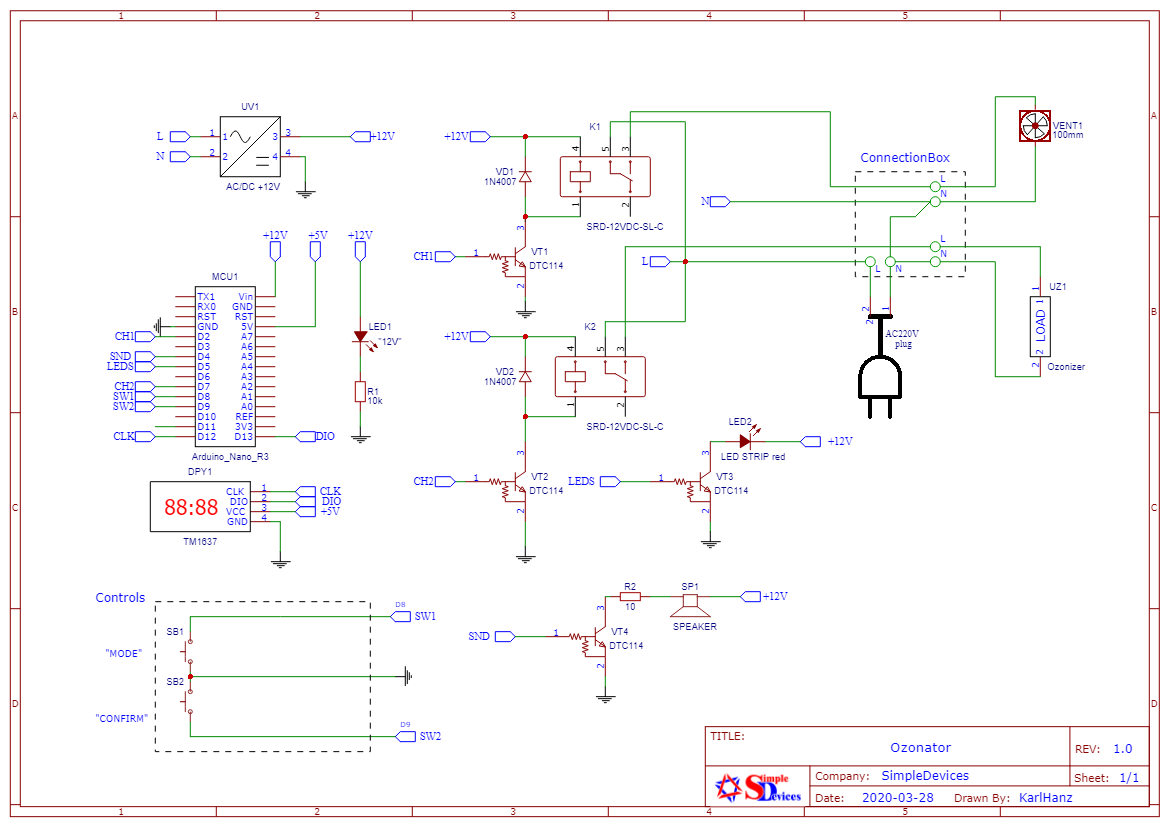 1 2 3 4 5
A A
B B
C C
D D
UV1
L 1 1 3 3 +12V
N 2 2 4 4
AC/DC +12V
+12V +5V +12V
MCU1
TX1 Vin
RX0 GND
RST RST
GND 5V
CH1 D2 A7
D3 A6
SND D4 A5
LEDS D5 A4
D6 A3
CH2 D7 A2
SW1 D8 A1
SW2 D9 A0
D10 REF
D11 3V3
CLK D12 D13 DIO
Arduino_Nano_R3
LED1
"12V"
R1
10k
DPY1
88:88
CLK 1 CLK
DIO 2 DIO
VCC 3 +5V
GND 4
TM1637
Controls
SB1
"MODE"
SB2
"CONFIRM"
D8
SW1
D9
SW2
+12V
K1
4 5 3
VD1
1N4007
1 2
SRD-12VDC-SL-C
3
CH1 1
VT1
DTC114
2
+12V
K2
4 5 3
VD2
1N4007
1 2
SRD-12VDC-SL-C
3
CH2 1
VT2
DTC114
2
LED2
+12V
LED STRIP red
3
LEDS 1
VT3
DTC114
2
R2
10
SP1
+12V
SPEAKER
3
SND 1
VT4
DTC114
2
N
L
ConnectionBox
L
N
L
L N
N
VENT1
100mm
1
UZ1
LOAD
1
2
2
Ozonizer
2 1
2
AC220V
plug
TITLE:
Ozonator
REV: 1.0
Simple
Devices
Company: SimpleDevices
Sheet: 1/1
Date: 2020-03-28 Drawn By: KarlHanz
1 2 3 4 5